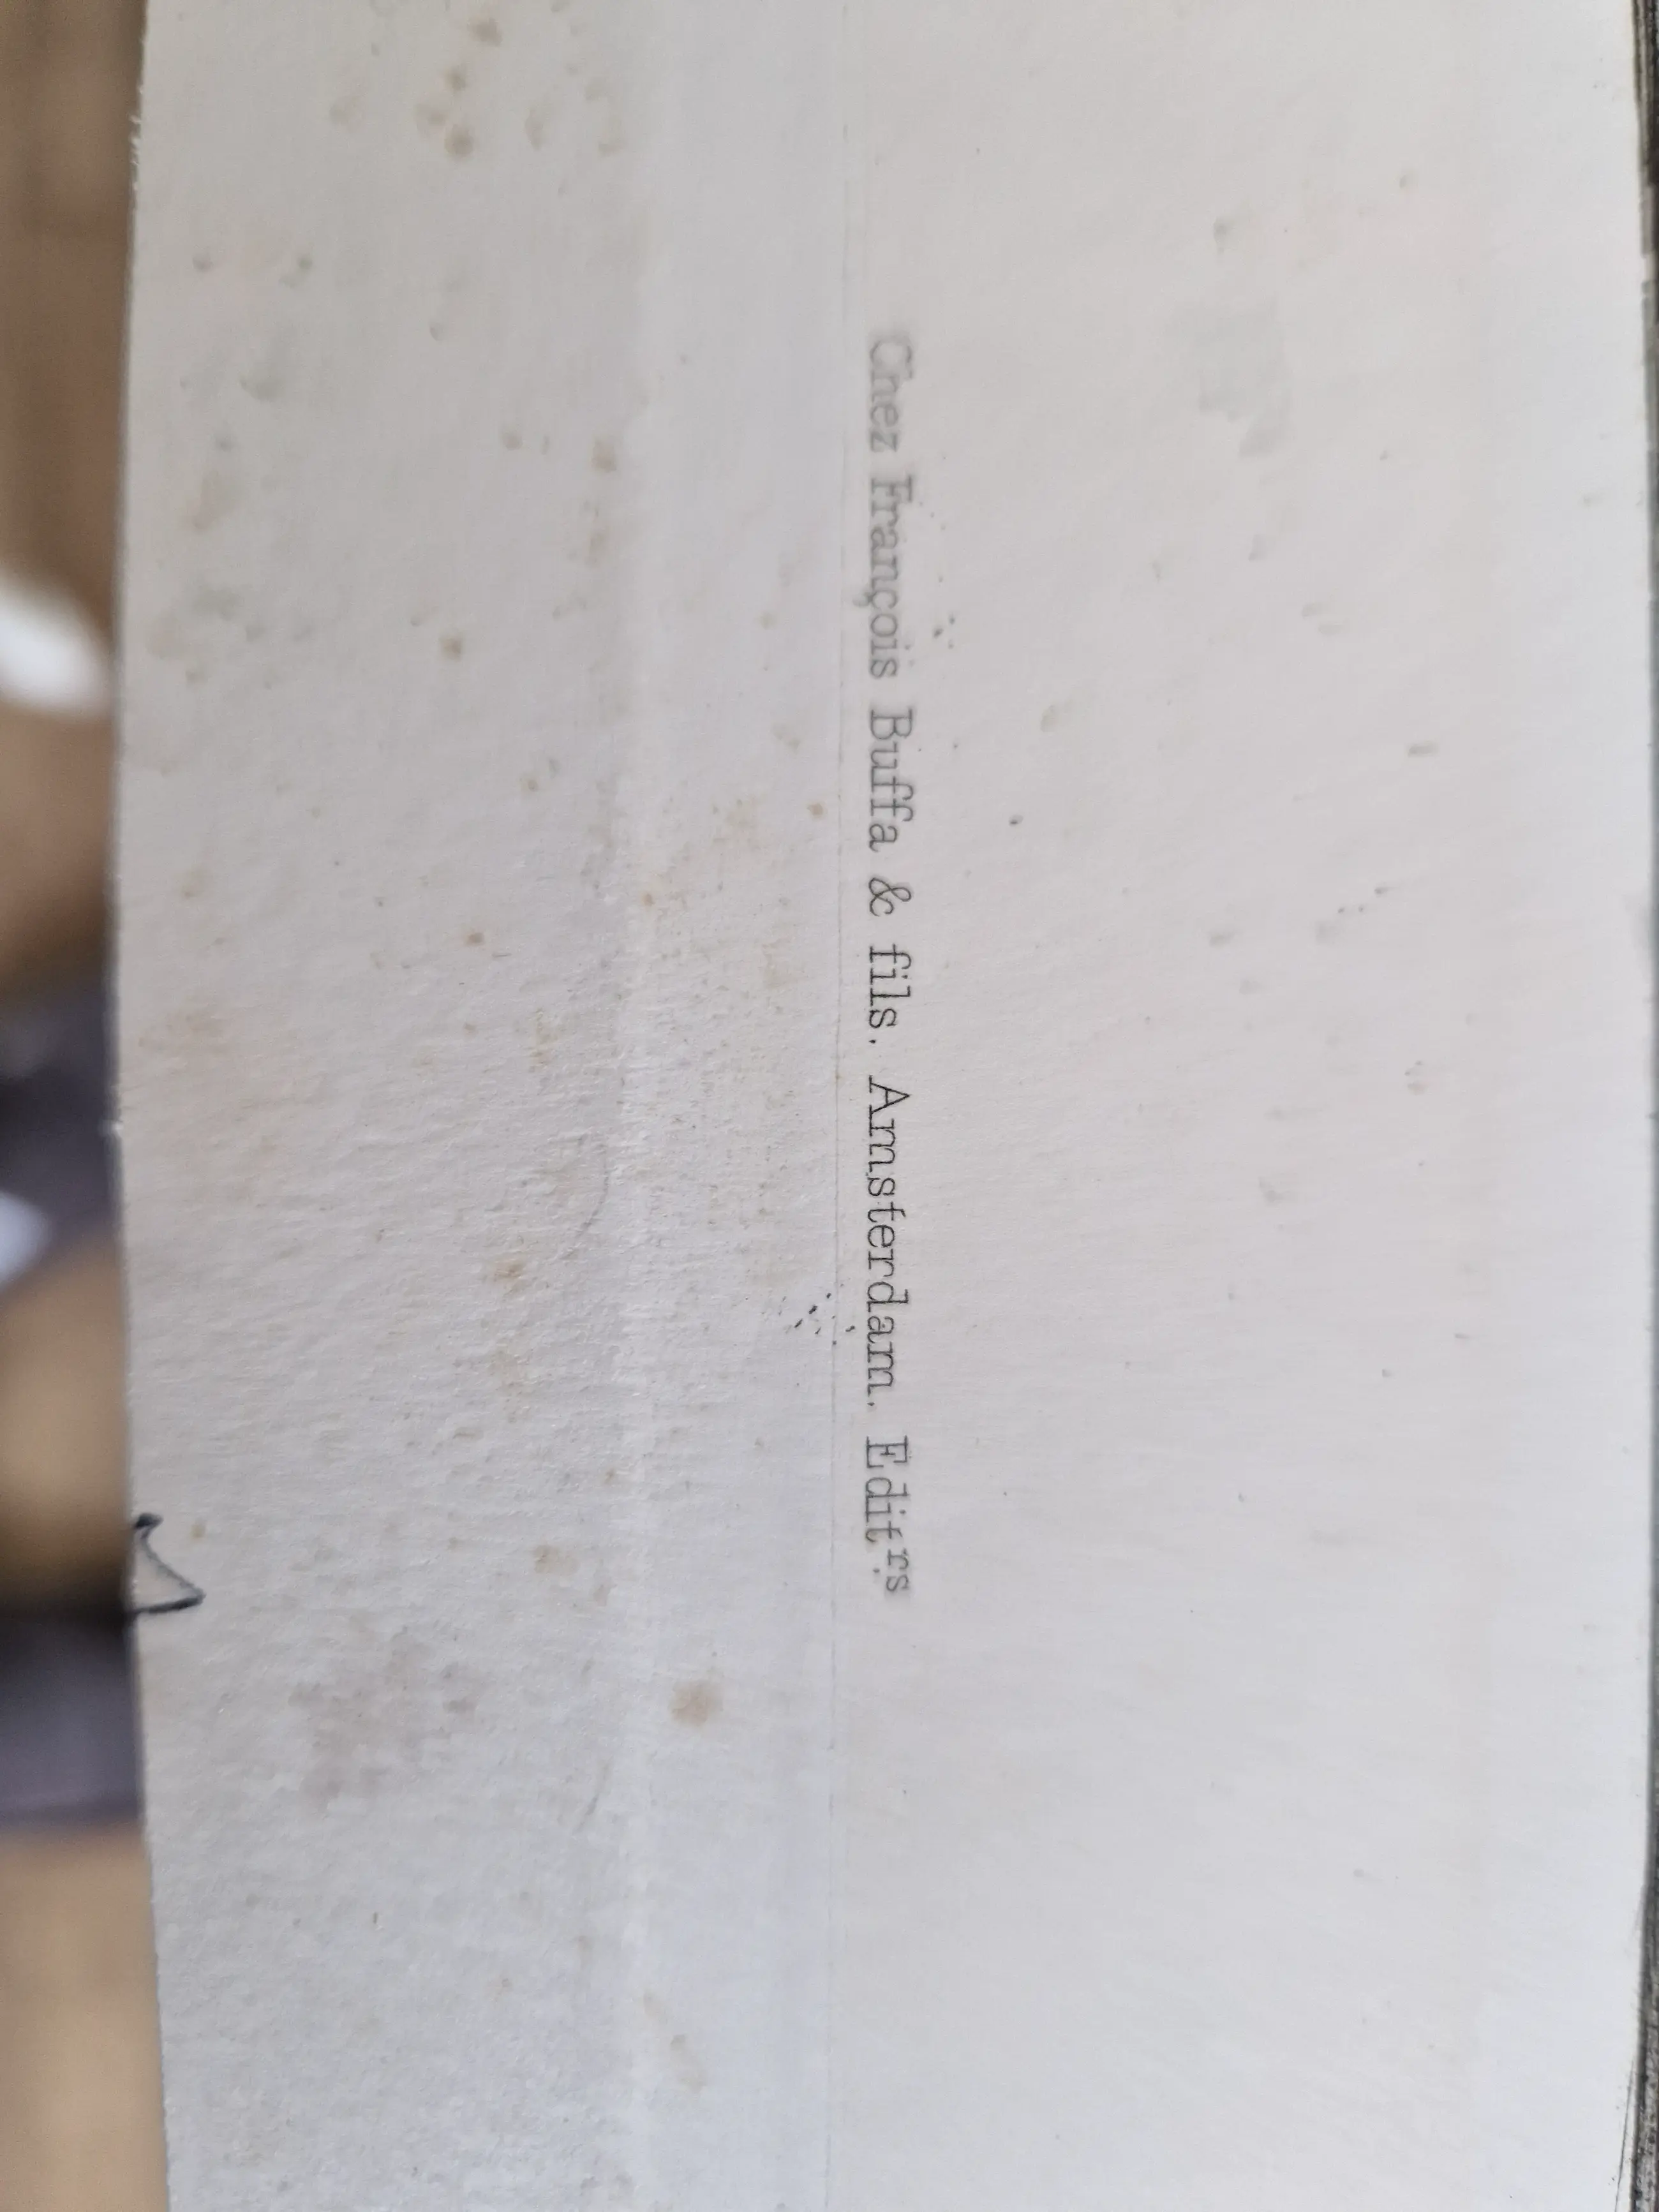 Chez François Buffa & fils. Amsterdam. Editrs